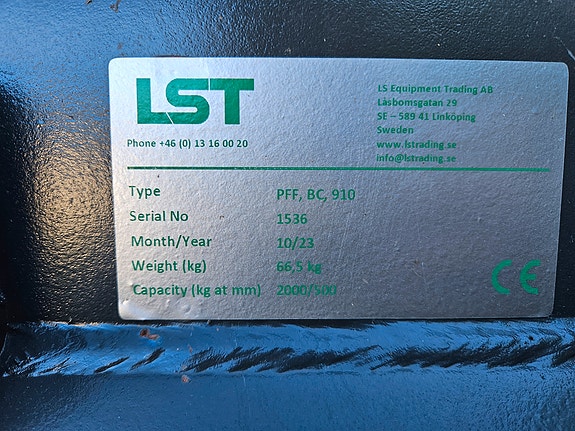 LST
Phone +46 (0) 13 16 00 20
LS Equipment Trading AB
Låsbomsgatan 29
SE – 589 41 Linköping
Sweden
www.lstrading.se
info@lstrading.se
Type PFF, BC, 910
Serial No 1536
Month/Year 10/23
Weight (kg) 66,5 kg
Capacity (kg at mm) 2000/500
CE